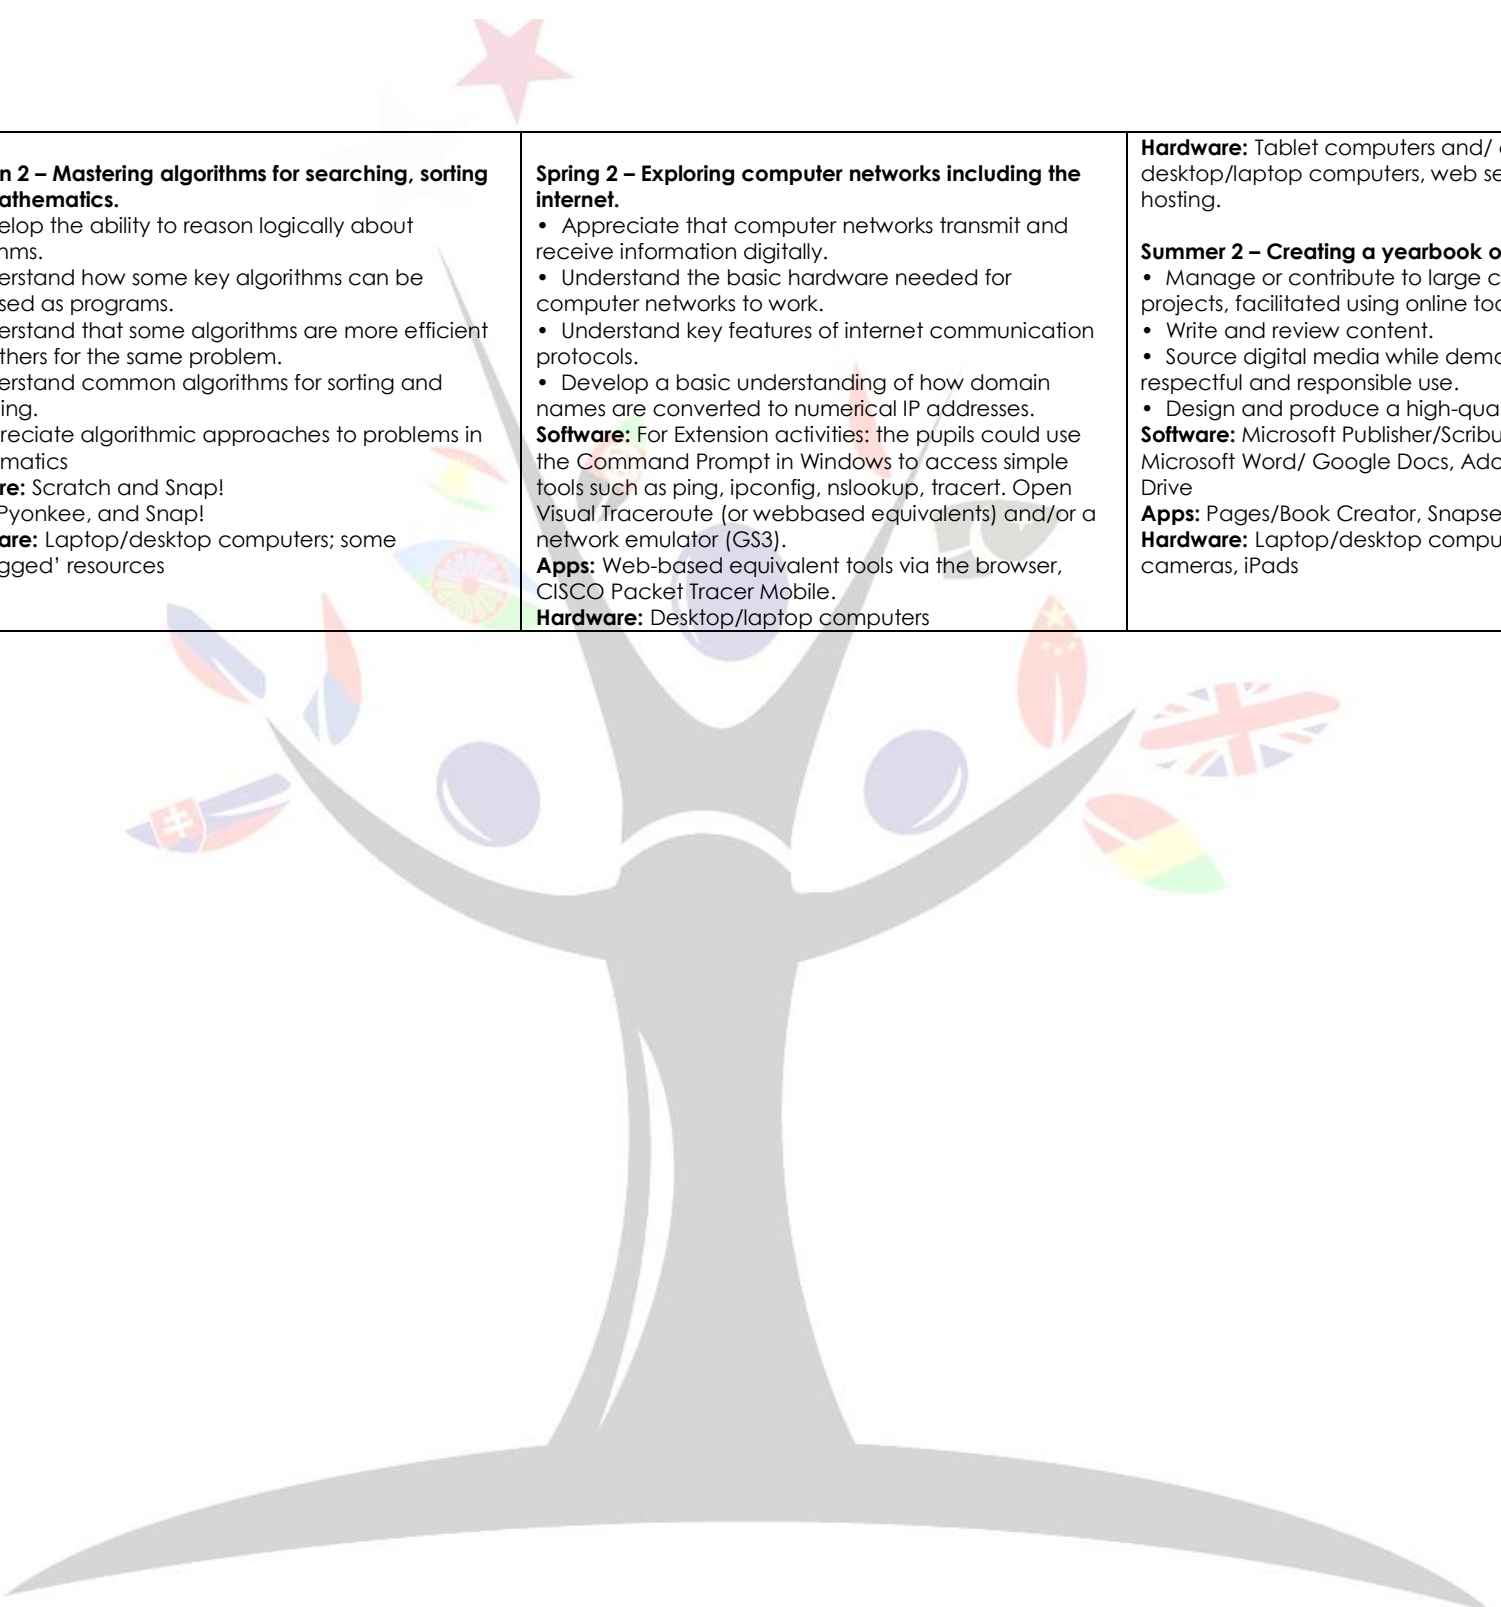 n 2 – Mastering algorithms for searching, sorting
athematics.
elop the ability to reason logically about
hms.
erstand how some key algorithms can be
sed as programs.
erstand that some algorithms are more efficient
thers for the same problem.
erstand common algorithms for sorting and
ing.
reciate algorithmic approaches to problems in
matics
re: Scratch and Snap!
Pyonkee, and Snap!
are: Laptop/desktop computers; some
gged’ resources
Spring 2 – Exploring computer networks including the
internet.
• Appreciate that computer networks transmit and
receive information digitally.
• Understand the basic hardware needed for
computer networks to work.
• Understand key features of internet communication
protocols.
• Develop a basic understanding of how domain
names are converted to numerical IP addresses.
Software: For Extension activities: the pupils could use
the Command Prompt in Windows to access simple
tools such as ping, ipconfig, nslookup, tracert. Open
Visual Traceroute (or webbased equivalents) and/or a
network emulator (GS3).
Apps: Web-based equivalent tools via the browser,
CISCO Packet Tracer Mobile.
Hardware: Desktop/laptop computers
Hardware: Tablet computers and/
desktop/laptop computers, web se
hosting.
Summer 2 – Creating a yearbook o
• Manage or contribute to large c
projects, facilitated using online too
• Write and review content.
• Source digital media while demo
respectful and responsible use.
• Design and produce a high-qua
Software: Microsoft Publisher/Scribu
Microsoft Word/ Google Docs, Ado
Drive
Apps: Pages/Book Creator, Snapse
Hardware: Laptop/desktop compu
cameras, iPads